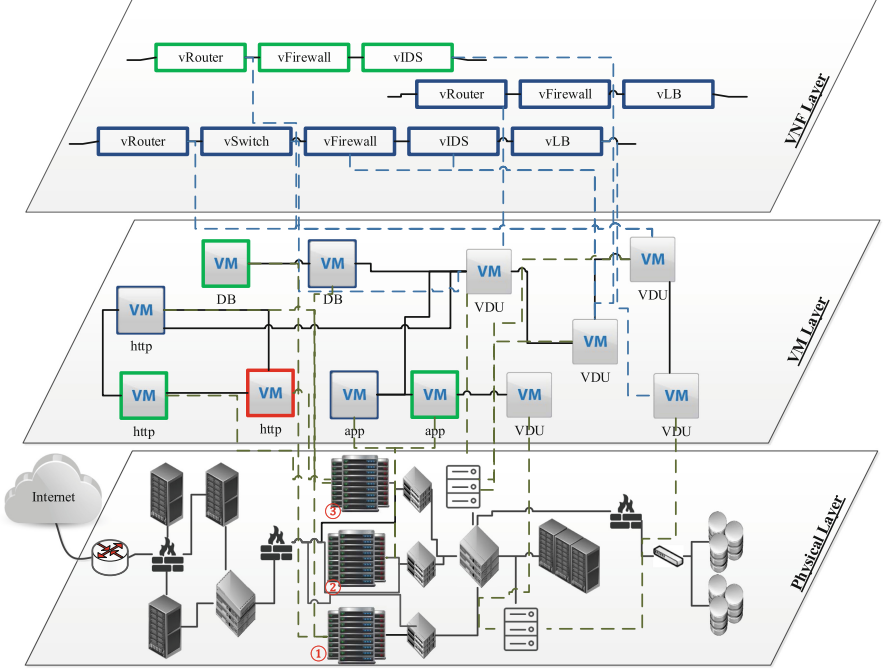 vRouter vFirewall vIDS
vRouter vFirewall vLB
vRouter vSwitch vFirewall vIDS vLB
VNF Layer
VM DB
VM DB
VM VDU
VM VDU
VM http
VM VDU
VM http
VM http
VM app
VM app
VM VDU
VM VDU
VM Layer
Internet
③
②
①
Physical Layer